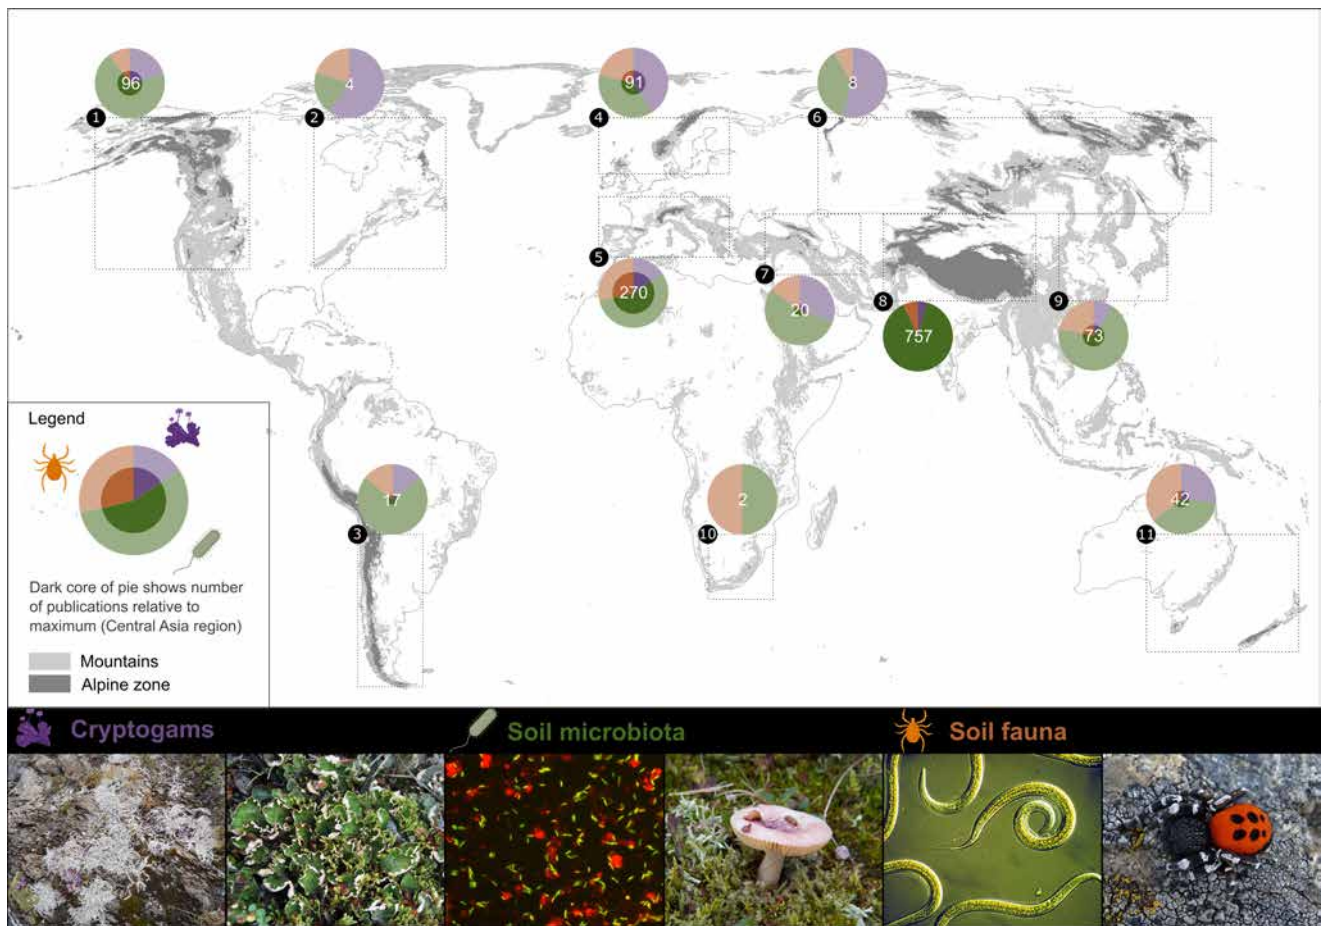 96
4
91
8
1
2
4
6
5
7
8
9
270
20
757
73
Legend
17
2
42
3
10
11
Dark core of pie shows number
of publications relative to
maximum (Central Asia region)
Mountains
Alpine zone
Cryptogams
Soil microbiota
Soil fauna